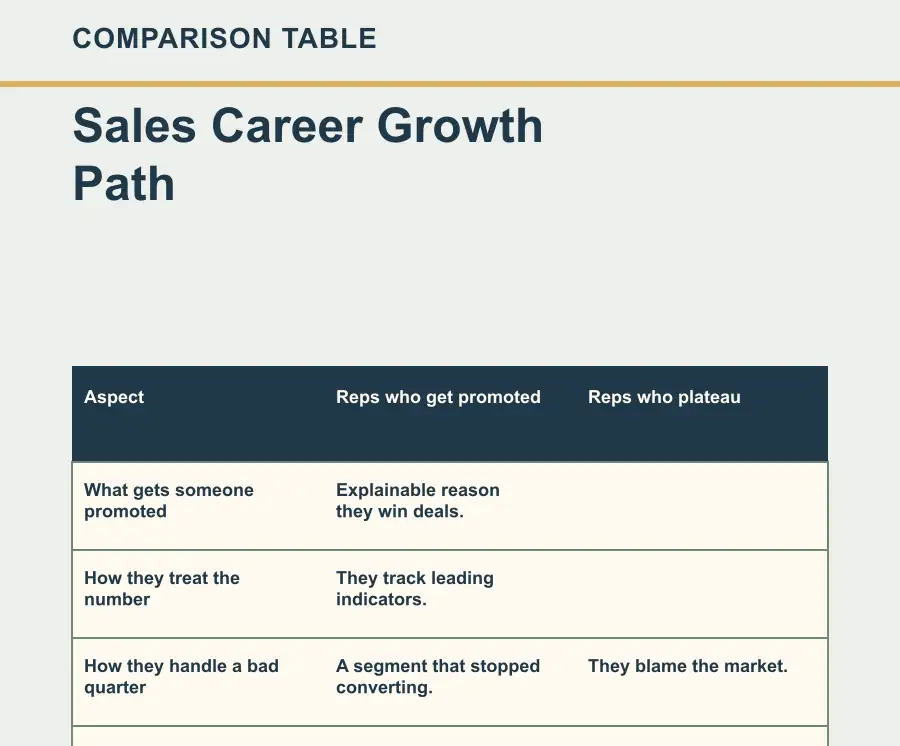 COMPARISON TABLE
Sales Career Growth
Path
Aspect
Reps who get promoted
Reps who plateau
What gets someone
promoted
Explainable reason
they win deals.
How they treat the
number
They track leading
indicators.
How they handle a bad
quarter
A segment that stopped
converting.
They blame the market.